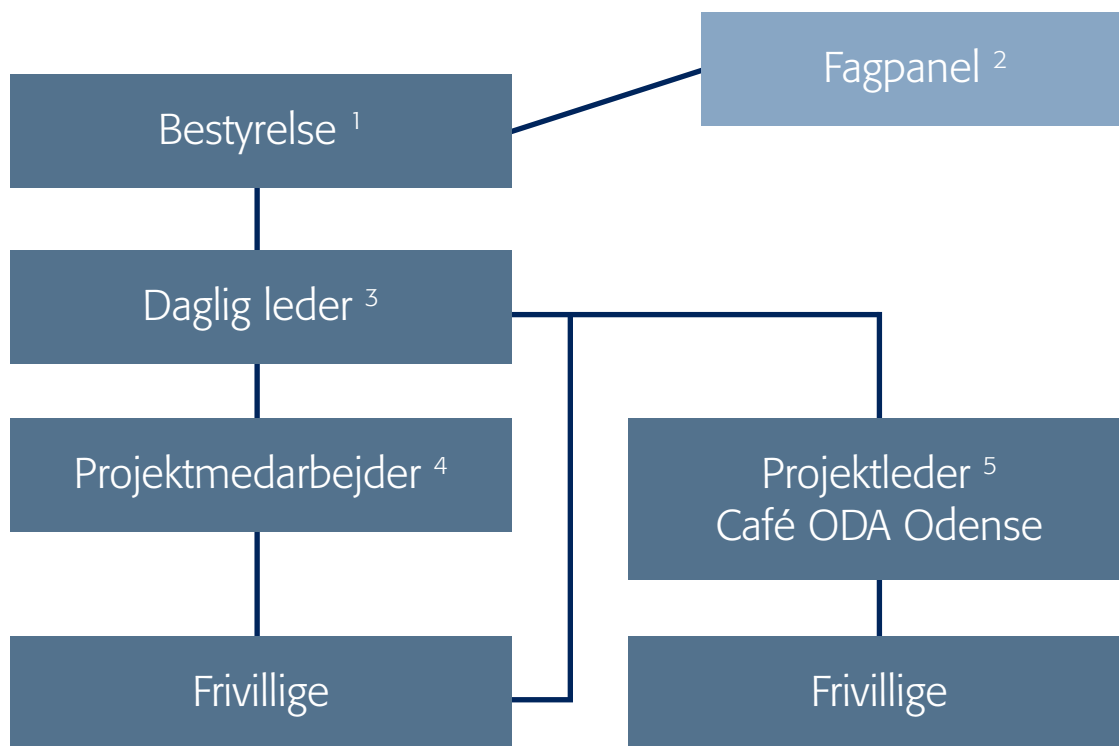 Fagpanel ²
Bestyrelse ¹
Daglig leder ³
Projektmedarbejder ⁴
Projektleder ⁵
Café ODA Odense
Frivillige
Frivillige